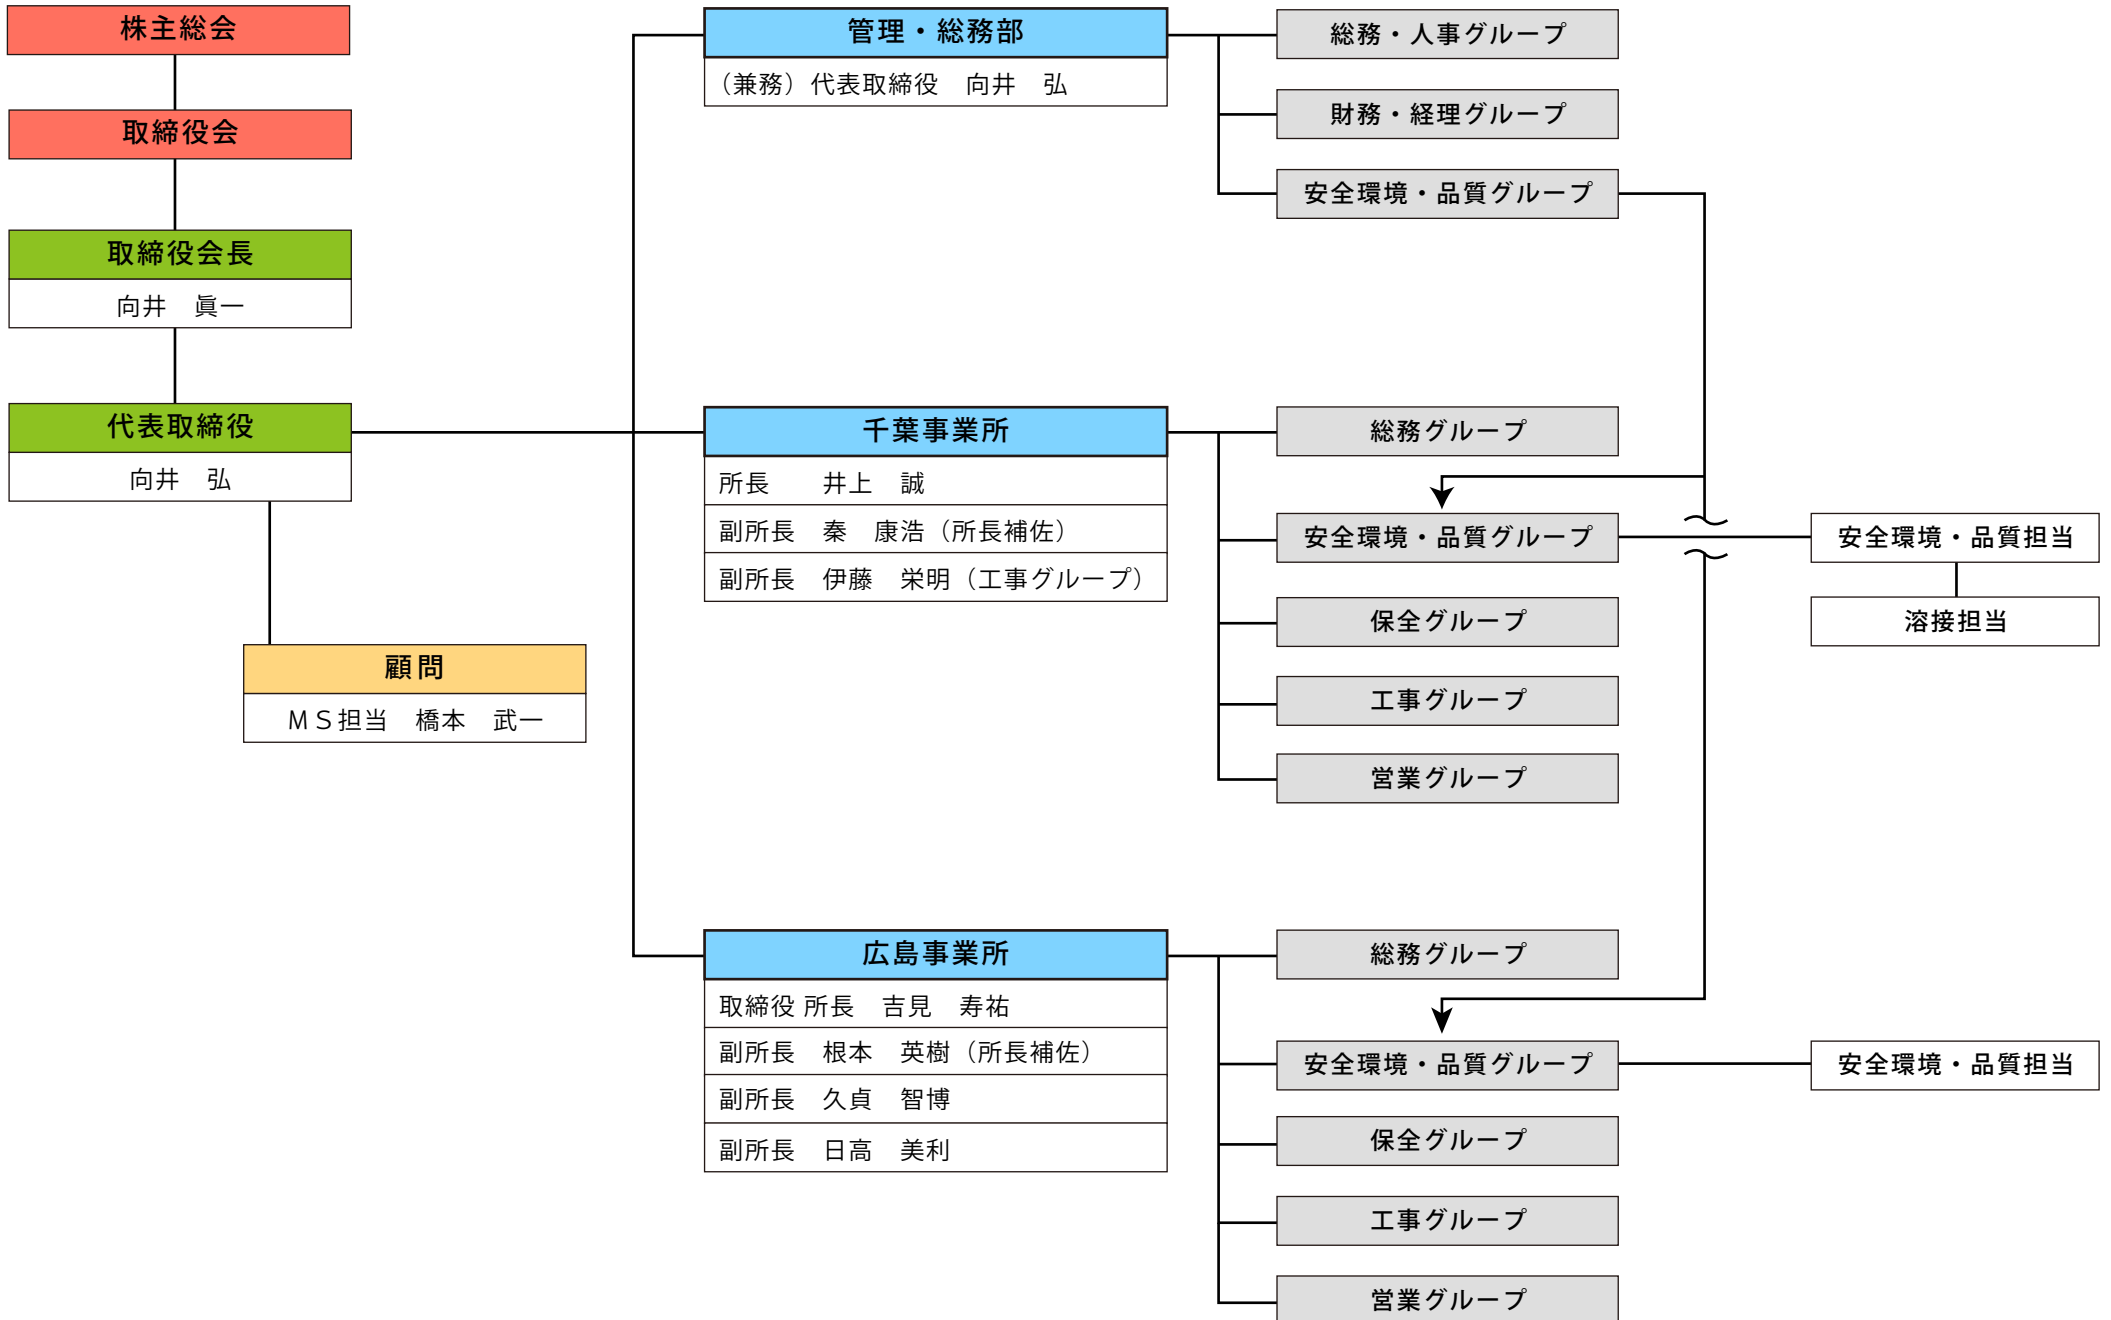 株主総会
取締役会
取締役会長
向井　眞一
代表取締役
向井　弘
顧問
ＭＳ担当　橋本　武一
管理・総務部
（兼務）代表取締役　向井　弘
総務・人事グループ
財務・経理グループ
安全環境・品質グループ
千葉事業所
所長　　井上　誠
副所長　秦　康浩（所長補佐）
副所長　伊藤　栄明（工事グループ）
総務グループ
安全環境・品質グループ
安全環境・品質担当
溶接担当
保全グループ
工事グループ
営業グループ
広島事業所
取締役 所長　吉見　寿祐
副所長　根本　英樹（所長補佐）
副所長　久貞　智博
副所長　日高　美利
総務グループ
安全環境・品質グループ
安全環境・品質担当
保全グループ
工事グループ
営業グループ